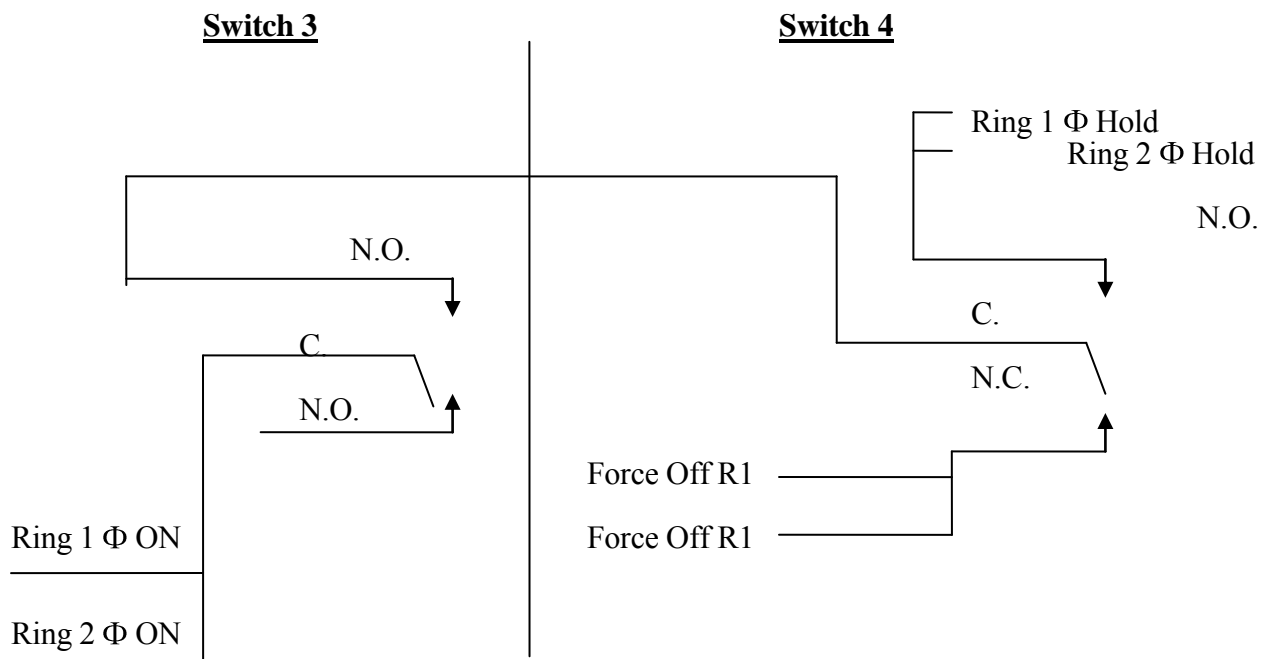 Switch 3
Switch 4
Ring 1 Φ Hold
Ring 2 Φ Hold
N.O.
N.O.
C.
C.
N.C.
N.O.
Force Off R1
Ring 1 Φ ON
Force Off R1
Ring 2 Φ ON